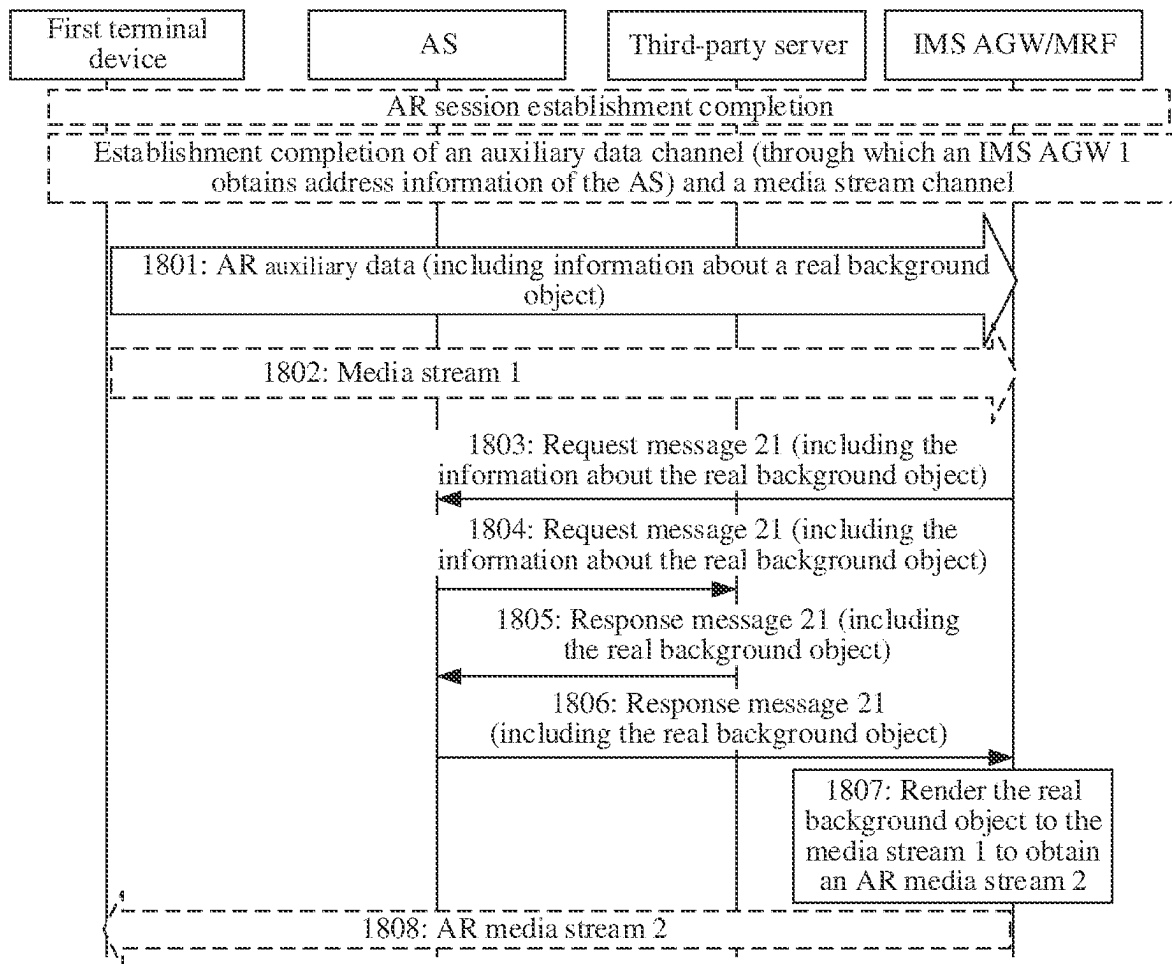 First terminal
device
AS
Third-party server
IMS AGW/MRF
AR session establishment completion
Establishment completion of an auxiliary data channel (through which an IMS AGW 1
obtains address information of the AS) and a media stream channel
1801: AR auxiliary data (including information about a real background
object)
1802: Media stream 1
1803: Request message 21 (including the
information about the real background object)
1804: Request message 21 (including the
information about the real background object)
1805: Response message 21 (including
the real background object)
1806: Response message 21
(including the real background object)
1807: Render the real
background object to the
media stream 1 to obtain
an AR media stream 2
1808: AR media stream 2